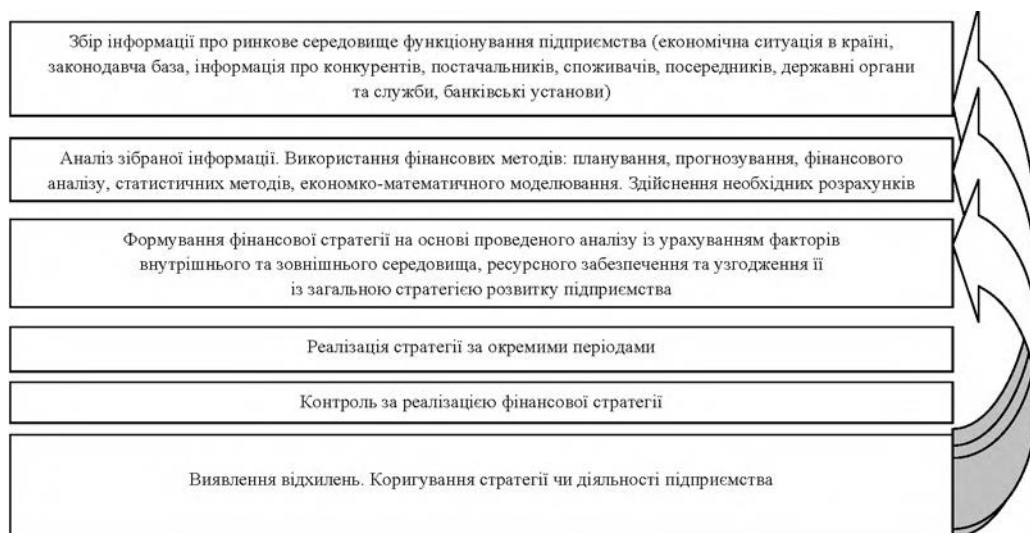 Збір інформації про ринкове середовище функціонування підприємства (економічна ситуація в країні,
законодавча база, інформація про конкурентів, постачальників, споживачів, посередників, державні органи
та служби, банківські установи)
Аналіз зібраної інформації. Використання фінансових методів: планування, прогнозування, фінансового
аналізу, статистичних методів, економко-математичного моделювання. Здійснення необхідних розрахунків
Формування фінансової стратегії на основі проведеного аналізу із урахуванням факторів
внутрішнього та зовнішнього середовища, ресурсного забезпечення та узгодження її
із загальною стратегією розвитку підприємства
Реалізація стратегії за окремими періодами
Контроль за реалізацією фінансової стратегії
Виявлення відхилень. Коригування стратегії чи діяльності підприємства